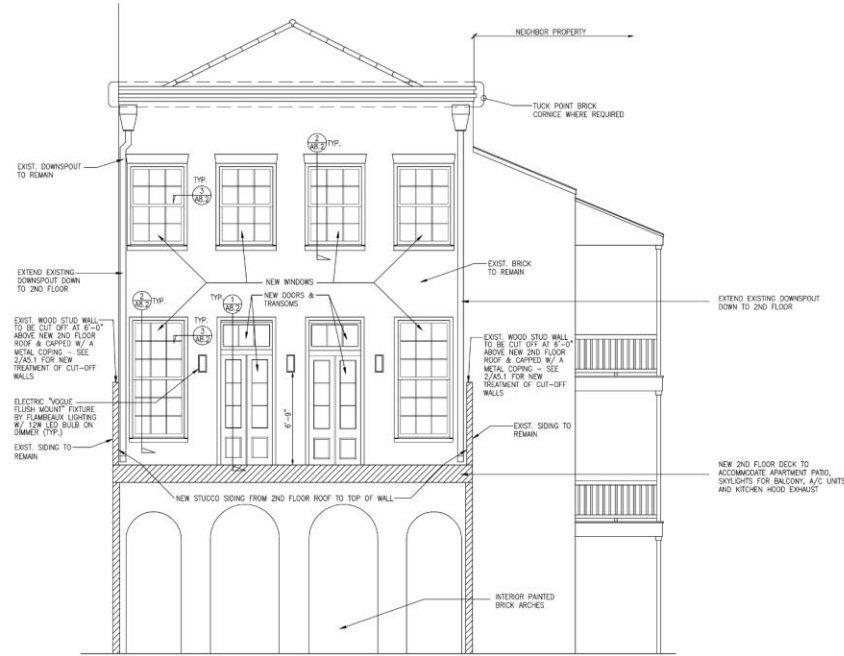 NEIGHBOR PROPERTY
TUCK POINT BRICK
CORNICE WHERE REQUIRED
2
A8.2
TYP.
EXIST. DOWNSPOUT
TO REMAIN
TYP.
3
A8.2
EXIST. BRICK
TO REMAIN
EXTEND EXISTING
DOWNSPOUT DOWN
TO 2ND FLOOR
NEW WINDOWS
2
A8.2
TYP.
TYP.
1
A8.2
NEW DOORS &
TRANSOMS
EXTEND EXISTING DOWNSPOUT
DOWN TO 2ND FLOOR
EXIST. WOOD STUD WALL
TO BE CUT OFF AT 6'-0"
ABOVE NEW 2ND FLOOR
ROOF & CAPPED W/ A
METAL COPING - SEE
2/A5.1 FOR NEW
TREATMENT OF CUT-OFF
WALLS
TYP.
3
A8.2
EXIST. WOOD STUD WALL
TO BE CUT OFF AT 6'-0"
ABOVE NEW 2ND FLOOR
ROOF & CAPPED W/ A
METAL COPING - SEE
2/A5.1 FOR NEW
TREATMENT OF CUT-OFF
WALLS
ELECTRIC "VOGUE
FLUSH MOUNT" FIXTURE
BY FLAMBEAUX LIGHTING
W/ 12W LED BULB ON
DIMMER (TYP.)
6'-9"
EXIST. SIDING TO
REMAIN
EXIST. SIDING TO
REMAIN
NEW 2ND FLOOR DECK TO
ACCOMMODATE APARTMENT PATIO,
SKYLIGHTS FOR BALCONY, A/C UNITS
AND KITCHEN HOOD EXHAUST
NEW STUCCO SIDING FROM 2ND FLOOR ROOF TO TOP OF WALL
INTERIOR PAINTED
BRICK ARCHES